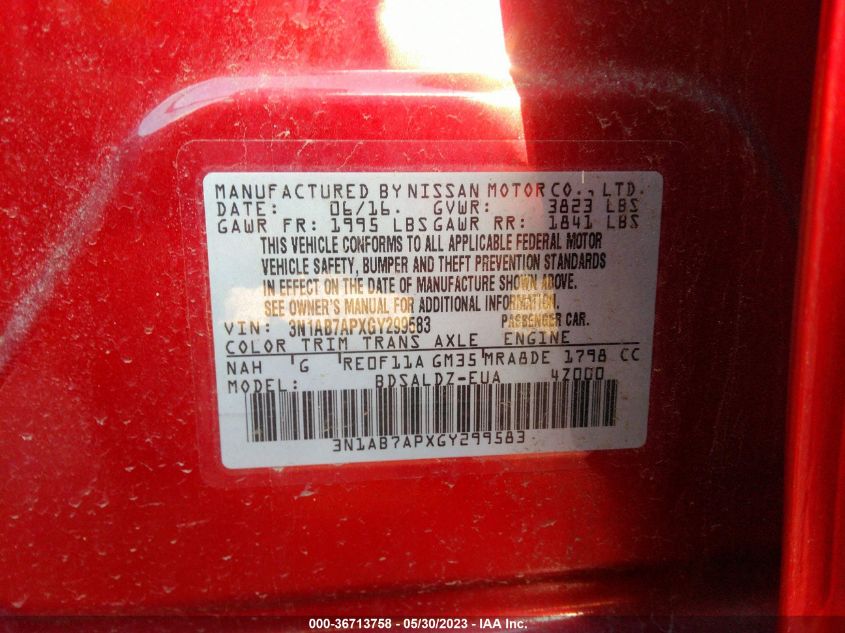 MANUFACTURED BY NISSAN MOTOR CO., LTD.
DATE: 06/16. GVWR: 3823 LBS
GAWR FR: 1995 LBS GAWR RR: 1841 LBS
THIS VEHICLE CONFORMS TO ALL APPLICABLE FEDERAL MOTOR
VEHICLE SAFETY, BUMPER AND THEFT PREVENTION STANDARDS
IN EFFECT ON THE DATE OF MANUFACTURE SHOWN ABOVE.
SEE OWNER'S MANUAL FOR ADDITIONAL INFORMATION.
VIN: 3N1AB7APXGY299583 PASSENGER CAR.
COLOR TRIM TRANS AXLE ENGINE
NAH G RE0F11A GM35 MRA8DE 1798 CC
MODEL: BDSALDZ-EUA 4Z000
3N1AB7APXGY299583
000-36713758 - 05/30/2023 - IAA Inc.